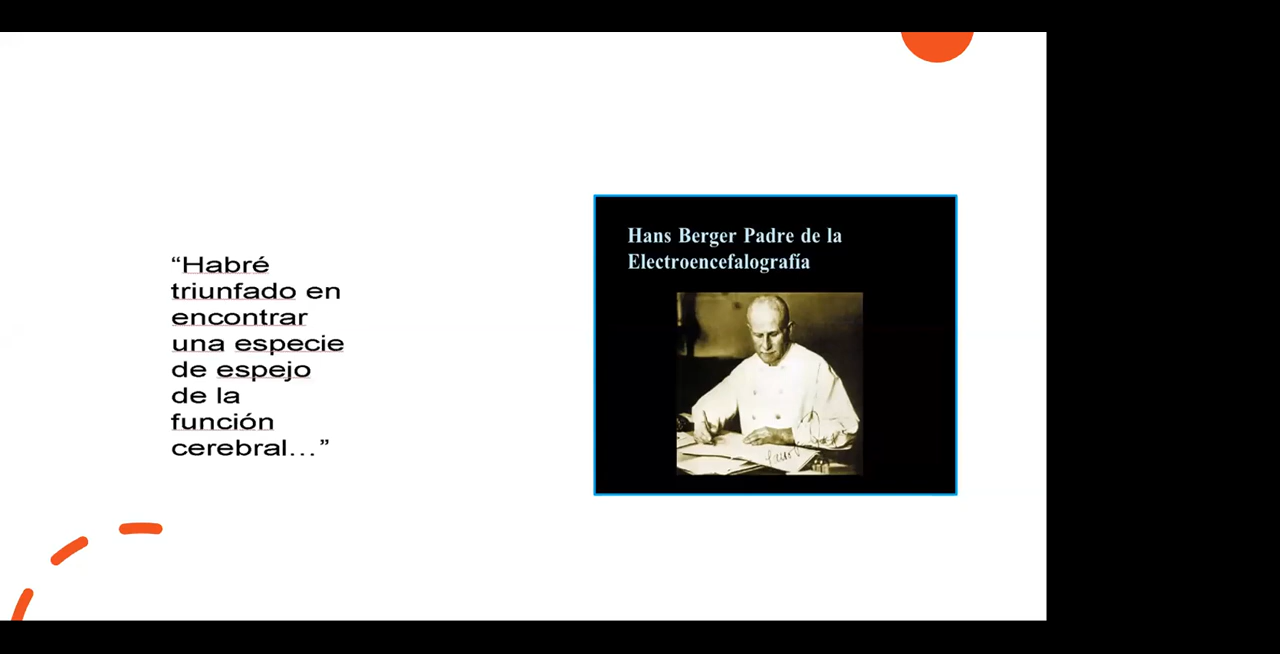 “Habré
triunfado en
encontrar
una especie
de espejo
de la
función
cerebral…”
Hans Berger Padre de la
Electroencefalografía